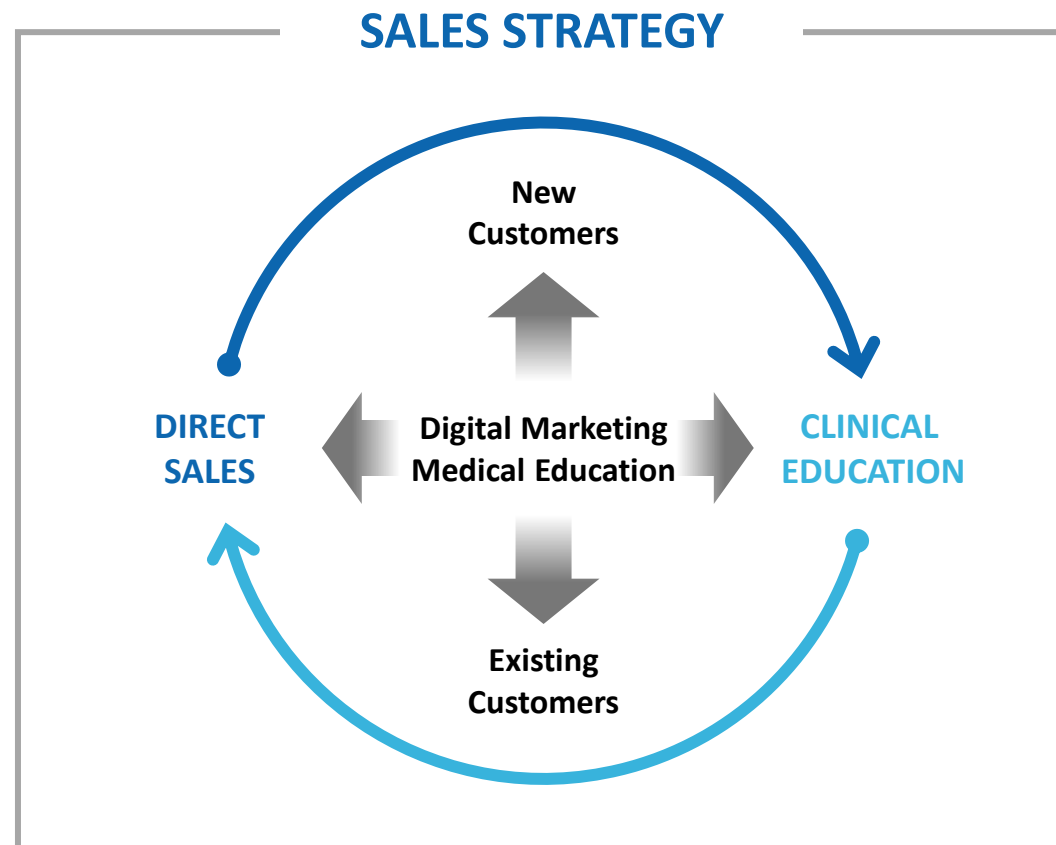 SALES STRATEGY
New
Customers
DIRECT
SALES
Digital Marketing
Medical Education
CLINICAL
EDUCATION
Existing
Customers